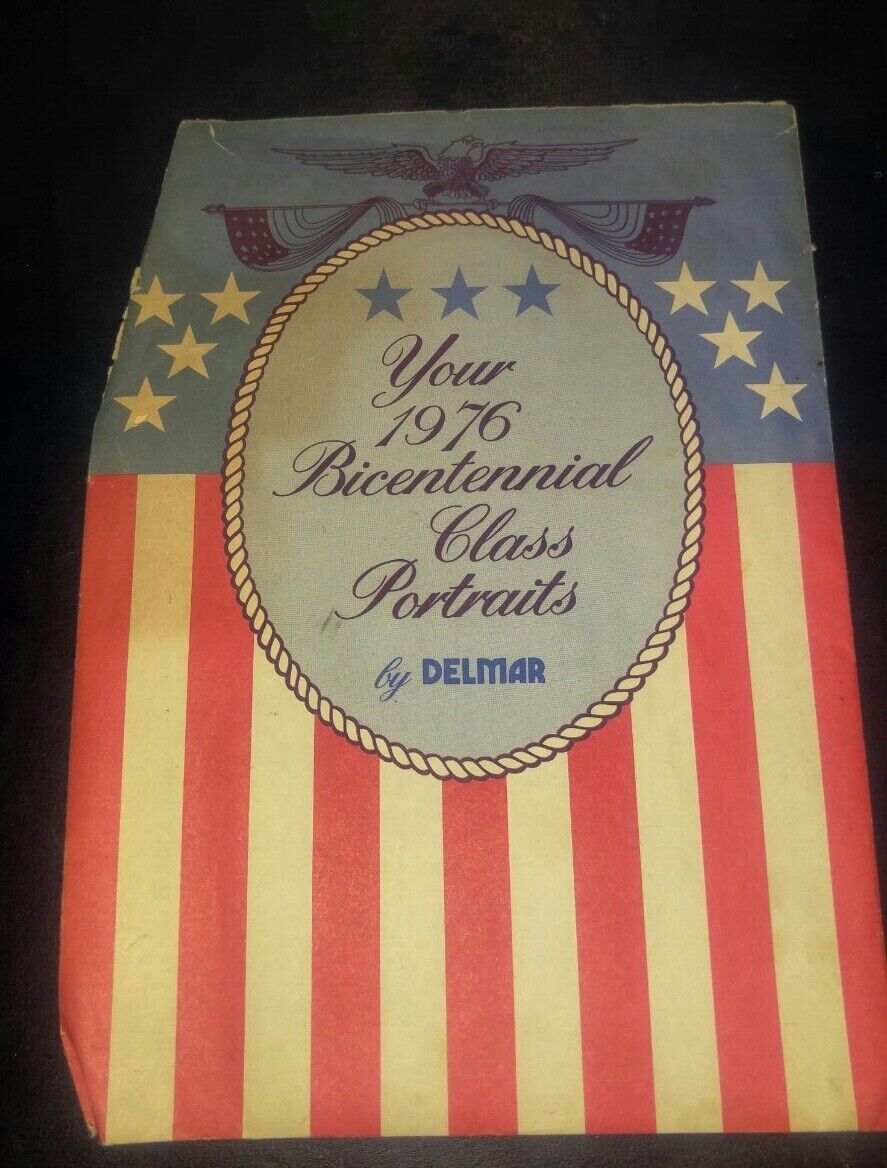 Your
1976
Bicentennial
Class
Portraits
by DELMAR